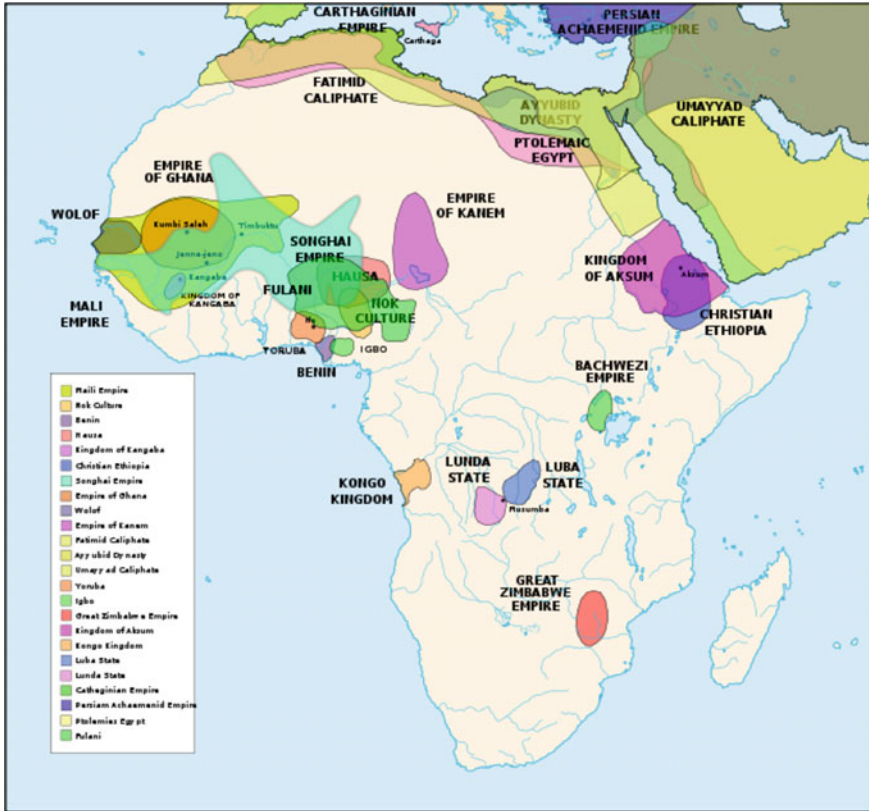 CARTHAGINIAN
EMPIRE
Carthage
PERSIAN
ACHAEMENID EMPIRE
FATIMID
CALIPHATE
AYYUBID
DYNASTY
UMAYYAD
CALIPHATE
PTOLEMAIC
EGYPT
EMPIRE
OF GHANA
WOLOF
Kumbi Saleh
Timbuktu
EMPIRE
OF KANEM
SONGHAI
EMPIRE
Jenne-jeno
Kangaba
KINGDOM OF
KANGABA
HAUSA
FULANI
NOK
CULTURE
KINGDOM
OF AKSUM
Aksum
MALI
EMPIRE
CHRISTIAN
ETHIOPIA
Ife
YORUBA
IGBO
BENIN
BACHWEZI
EMPIRE
KONGO
KINGDOM
LUNDA
STATE
LUBA
STATE
Musumba
GREAT
ZIMBABWE
EMPIRE
Maili Empire
Nok Culture
Benin
Hausa
Kingdom of Kangaba
Christian Ethiopia
Songhai Empire
Empire of Ghana
Wolof
Empire of Kanem
Fatimid Caliphate
Ayyubid Dynasty
Umayyad Caliphate
Yoruba
Igbo
Great Zimbabwe Empire
Kingdom of Aksum
Kongo Kingdom
Luba State
Lunda State
Catheginian Empire
Persiam Achaemenid Empire
Ptolemies Egypt
Fulani